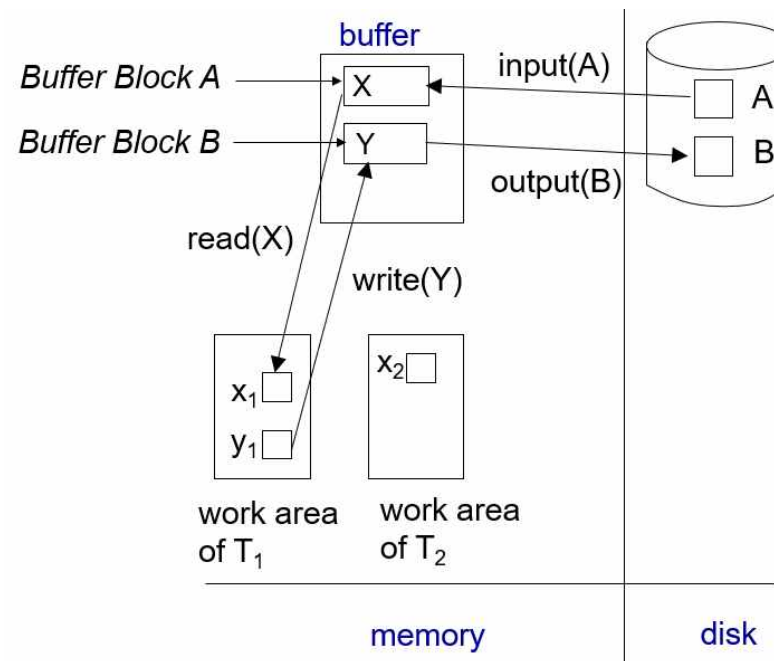 buffer
Buffer Block A
X
input(A)
A
Buffer Block B
Y
output(B)
B
read(X)
write(Y)
x₁
y₁
x₂
work area
of T₁
work area
of T₂
memory
disk